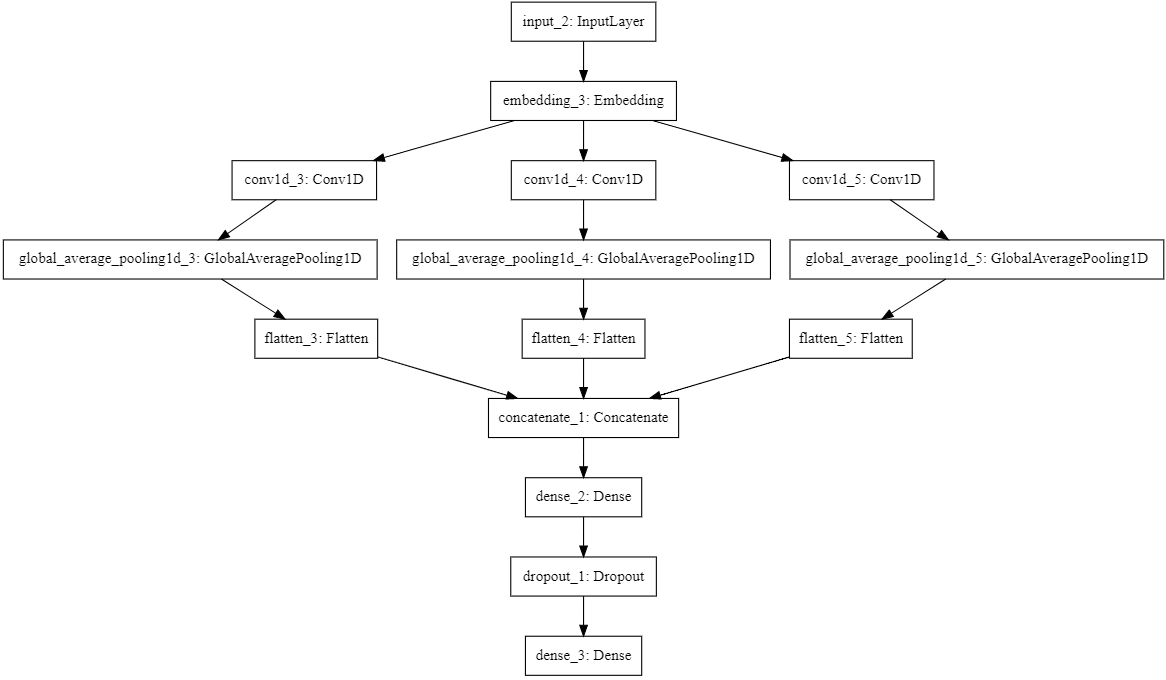 input_2: InputLayer
embedding_3: Embedding
conv1d_3: Conv1D
conv1d_4: Conv1D
conv1d_5: Conv1D
global_average_pooling1d_3: GlobalAveragePooling1D
global_average_pooling1d_4: GlobalAveragePooling1D
global_average_pooling1d_5: GlobalAveragePooling1D
flatten_3: Flatten
flatten_4: Flatten
flatten_5: Flatten
concatenate_1: Concatenate
dense_2: Dense
dropout_1: Dropout
dense_3: Dense